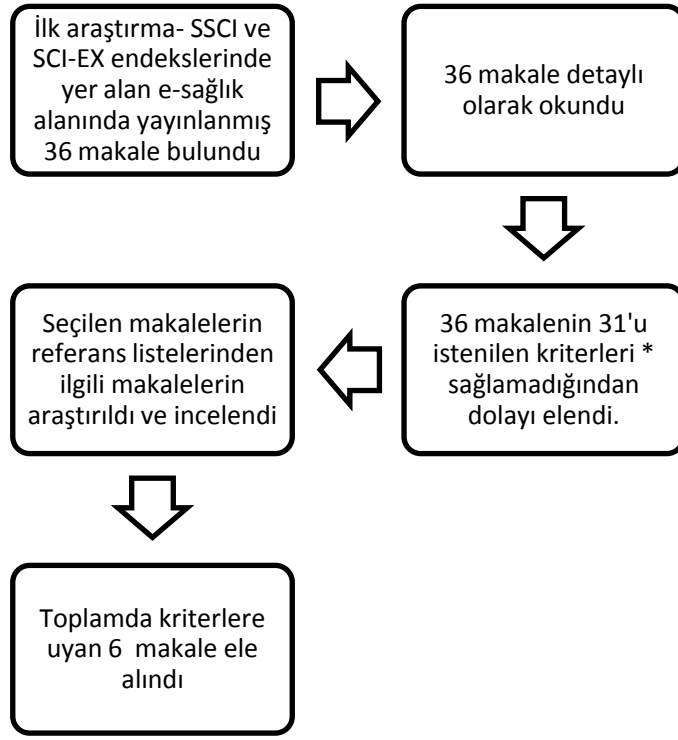 İlk araştırma- SSCI ve
SCI-EX endekslerinde
yer alan e-sağlık
alanında yayınlanmış
36 makale bulundu
36 makale detaylı
olarak okundu
36 makalenin 31'u
istenilen kriterleri *
sağlamadığından
dolayı elendi.
Seçilen makalelerin
referans listelerinden
ilgili makalelerin
araştırıldı ve incelendi
Toplamda kriterlere
uyan 6 makale ele
alındı